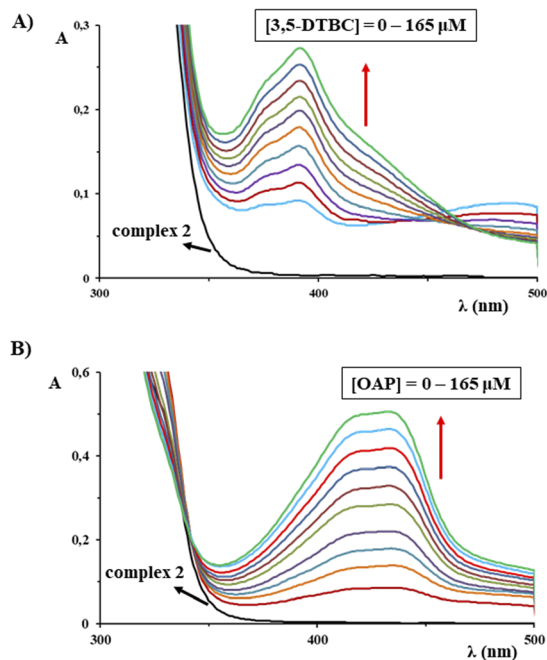 A)
[3,5-DTBC] = 0 – 165 µM
A
0,3
0,2
0,1
0
complex 2
300
400
500
λ (nm)
B)
[OAP] = 0 – 165 µM
A
0,6
0,4
0,2
0
complex 2
300
400
500
λ (nm)